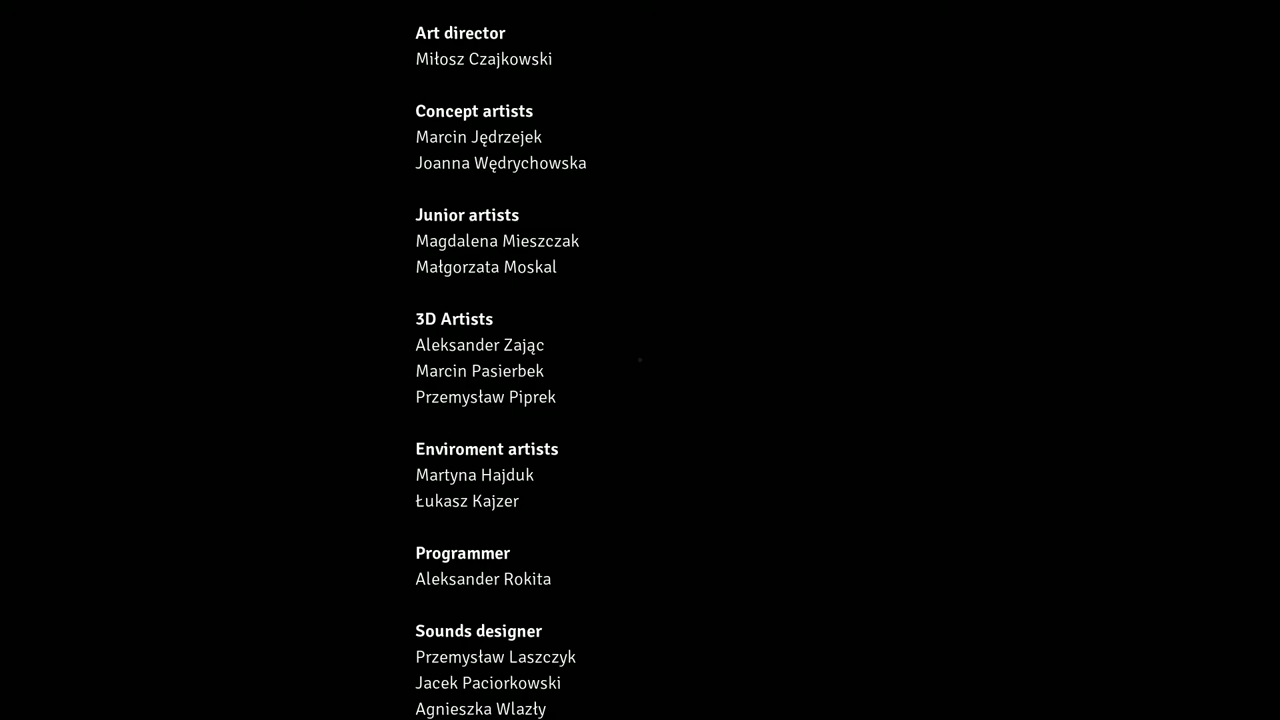 Art director
Miłosz Czajkowski
Concept artists
Marcin Jędrzejek
Joanna Wędrychowska
Junior artists
Magdalena Mieszczak
Małgorzata Moskal
3D Artists
Aleksander Zając
Marcin Pasierbek
Przemysław Piprek
Enviroment artists
Martyna Hajduk
Łukasz Kajzer
Programmer
Aleksander Rokita
Sounds designer
Przemysław Laszczyk
Jacek Paciorkowski
Agnieszka Wlazły